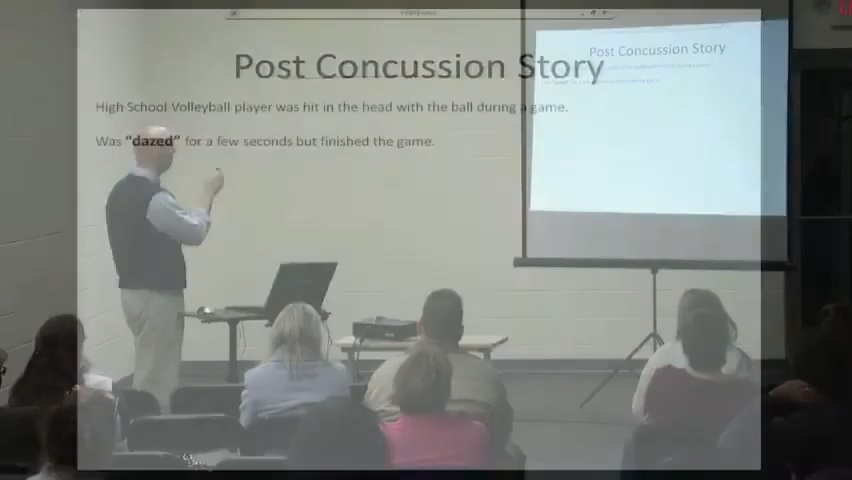 Post Concussion Story
High School Volleyball player was hit in the head with the ball during a game.
Was “dazed” for a few seconds but finished the game.
Post Concussion Story